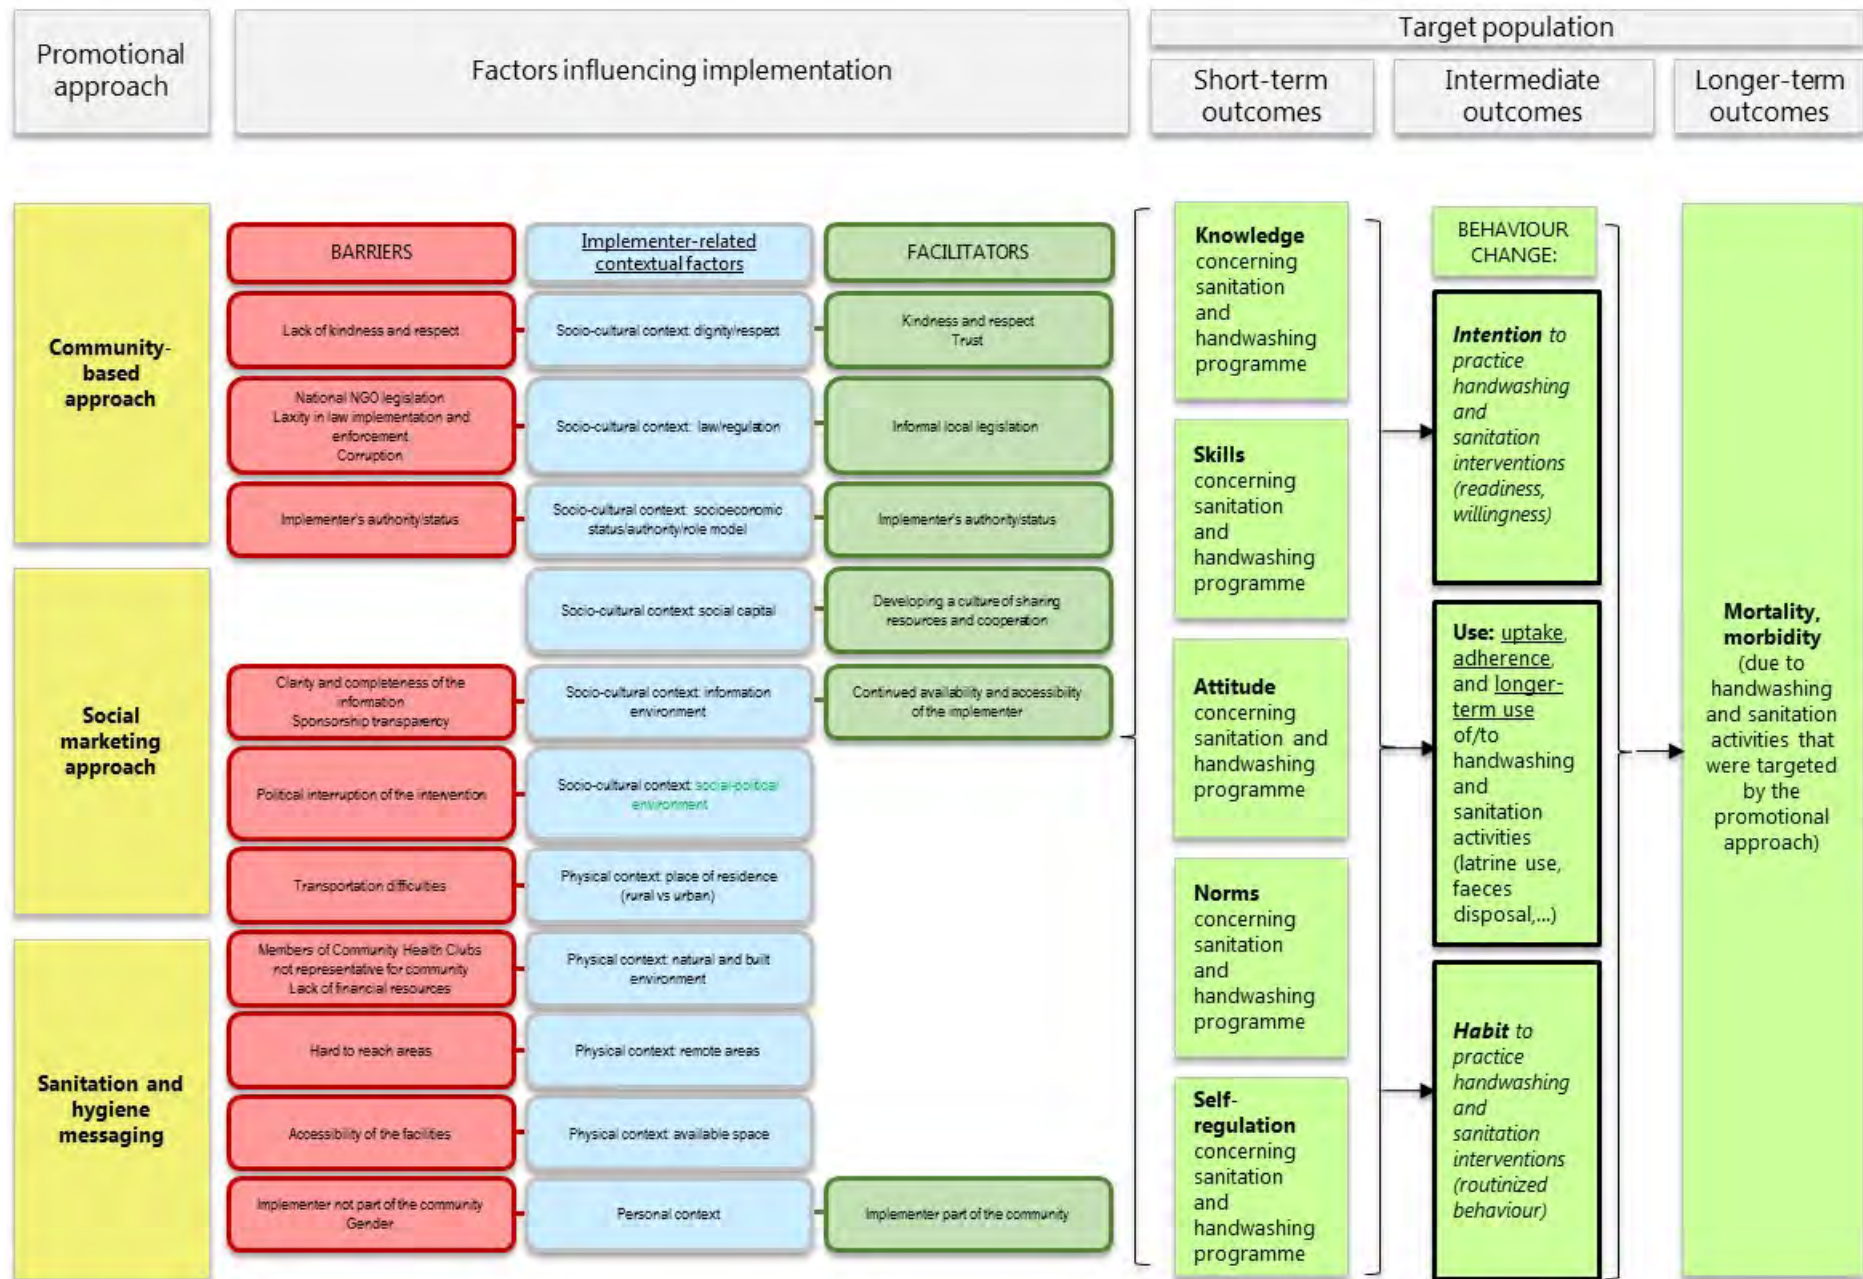 Promotional
approach
Factors influencing implementation
Target population
Short-term
outcomes
Intermediate
outcomes
Longer-term
outcomes
Community-
based
approach
Social
marketing
approach
Sanitation and
hygiene
messaging
BARRIERS
Implementer-related
contextual factors
FACILITATORS
Lack of kindness and respect
Socio-cultural context: dignity/respect
Kindness and respect
Trust
National NGO legislation
Laxity in law implementation and
enforcement
Corruption
Socio-cultural context: law/regulation
Informal local legislation
Implementer's authority/status
Socio-cultural context: socioeconomic
status/authority/role model
Implementer's authority/status
Socio-cultural context: social capital
Developing a culture of sharing
resources and cooperation
Clarity and completeness of the
information
Sponsorship transparency
Socio-cultural context: information
environment
Continued availability and accessibility
of the implementer
Political interruption of the intervention
Socio-cultural context: social-political
environment
Transportation difficulties
Physical context: place of residence
(rural vs urban)
Members of Community Health Clubs
not representative for community
Lack of financial resources
Physical context: natural and built
environment
Hard to reach areas
Physical context: remote areas
Accessibility of the facilities
Physical context: available space
Implementer not part of the community
Gender
Personal context
Implementer part of the community
Knowledge
concerning
sanitation
and
handwashing
programme
Skills
concerning
sanitation
and
handwashing
programme
Attitude
concerning
sanitation and
handwashing
programme
Norms
concerning
sanitation
and
handwashing
programme
Self-
regulation
concerning
sanitation
and
handwashing
programme
BEHAVIOUR
CHANGE:
Intention to
practice
handwashing
and
sanitation
interventions
(readiness,
willingness)
Use: uptake,
adherence,
and longer-
term use
of/to
handwashing
and
sanitation
activities
(latrine use,
faeces
disposal,...)
Habit to
practice
handwashing
and
sanitation
interventions
(routinized
behaviour)
Mortality,
morbidity
(due to
handwashing
and sanitation
activities that
were targeted
by the
promotional
approach)